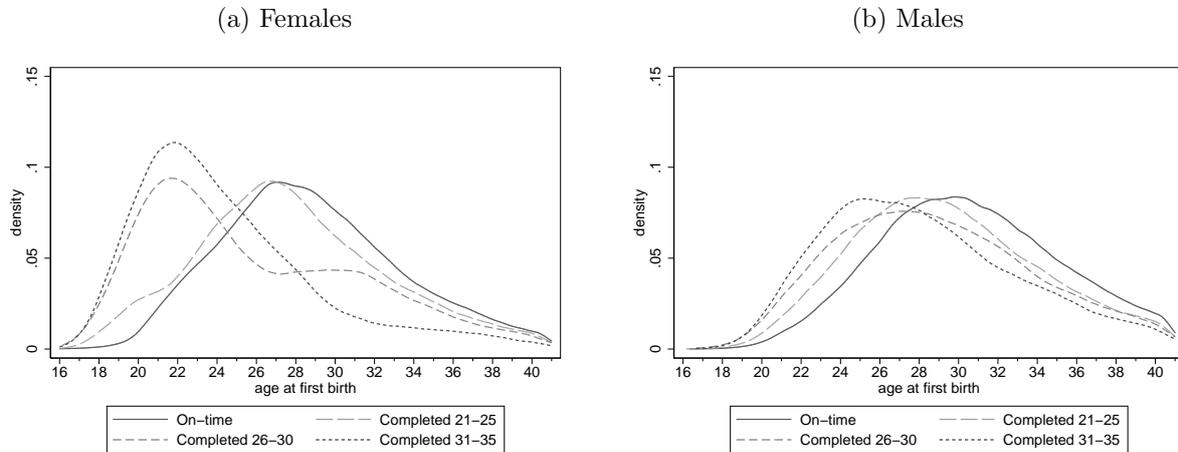 (a) Females
.15
.1
density
.05
0
16 18 20 22 24 26 28 30 32 34 36 38 40
age at first birth
On−time Completed 21−25
Completed 26−30 Completed 31−35
(b) Males
.15
.1
density
.05
0
16 18 20 22 24 26 28 30 32 34 36 38 40
age at first birth
On−time Completed 21−25
Completed 26−30 Completed 31−35